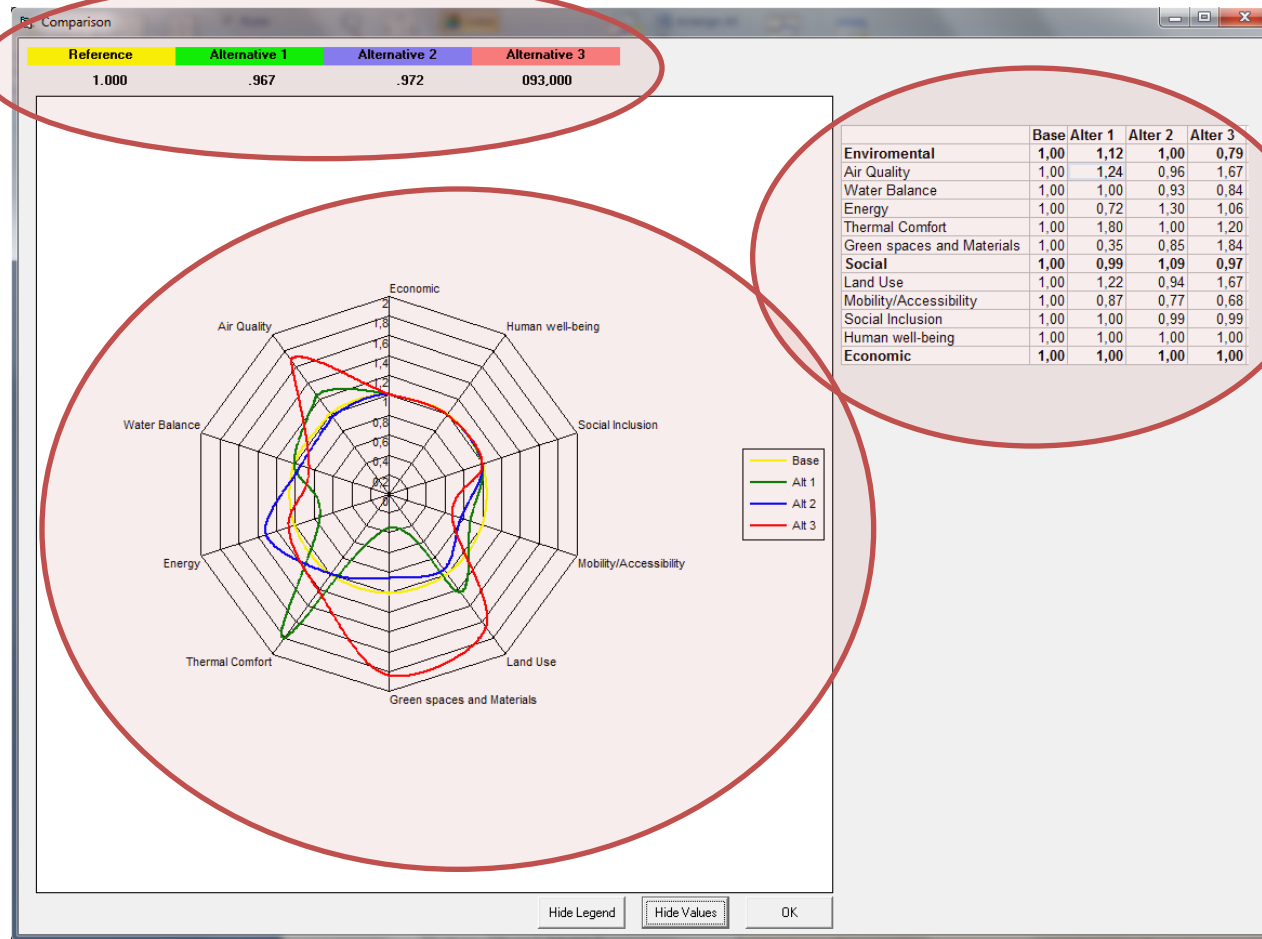 Comparison
Reference Alternative 1 Alternative 2 Alternative 3
1.000 .967 .972 093,000
Base Alter 1 Alter 2 Alter 3
Enviromental 1,00 1,12 1,00 0,79
Air Quality 1,00 1,24 0,96 1,67
Water Balance 1,00 1,00 0,93 0,84
Energy 1,00 0,72 1,30 1,06
Thermal Comfort 1,00 1,80 1,00 1,20
Green spaces and Materials 1,00 0,35 0,85 1,84
Social 1,00 0,99 1,09 0,97
Land Use 1,00 1,22 0,94 1,67
Mobility/Accessibility 1,00 0,87 0,77 0,68
Social Inclusion 1,00 1,00 0,99 0,99
Human well-being 1,00 1,00 1,00 1,00
Economic 1,00 1,00 1,00 1,00
Economic
2
Air Quality 1,8 Human well-being
1,6
1,4
1,2
1
Water Balance 0,8 Social Inclusion
0,6
0,4
0,2
0
Base
Alt 1
Alt 2
Alt 3
Energy Mobility/Accessibility
Thermal Comfort Land Use
Green spaces and Materials
Hide Legend Hide Values OK